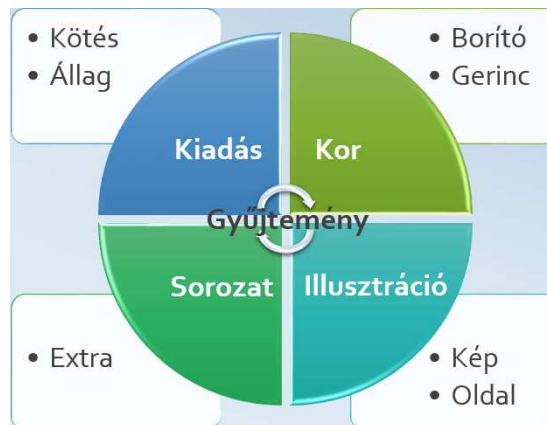 • Kötés
• Állag
• Borító
• Gerinc
Kiadás
Kor
Gyűjtemény
Sorozat
Illusztráció
• Extra
• Kép
• Oldal